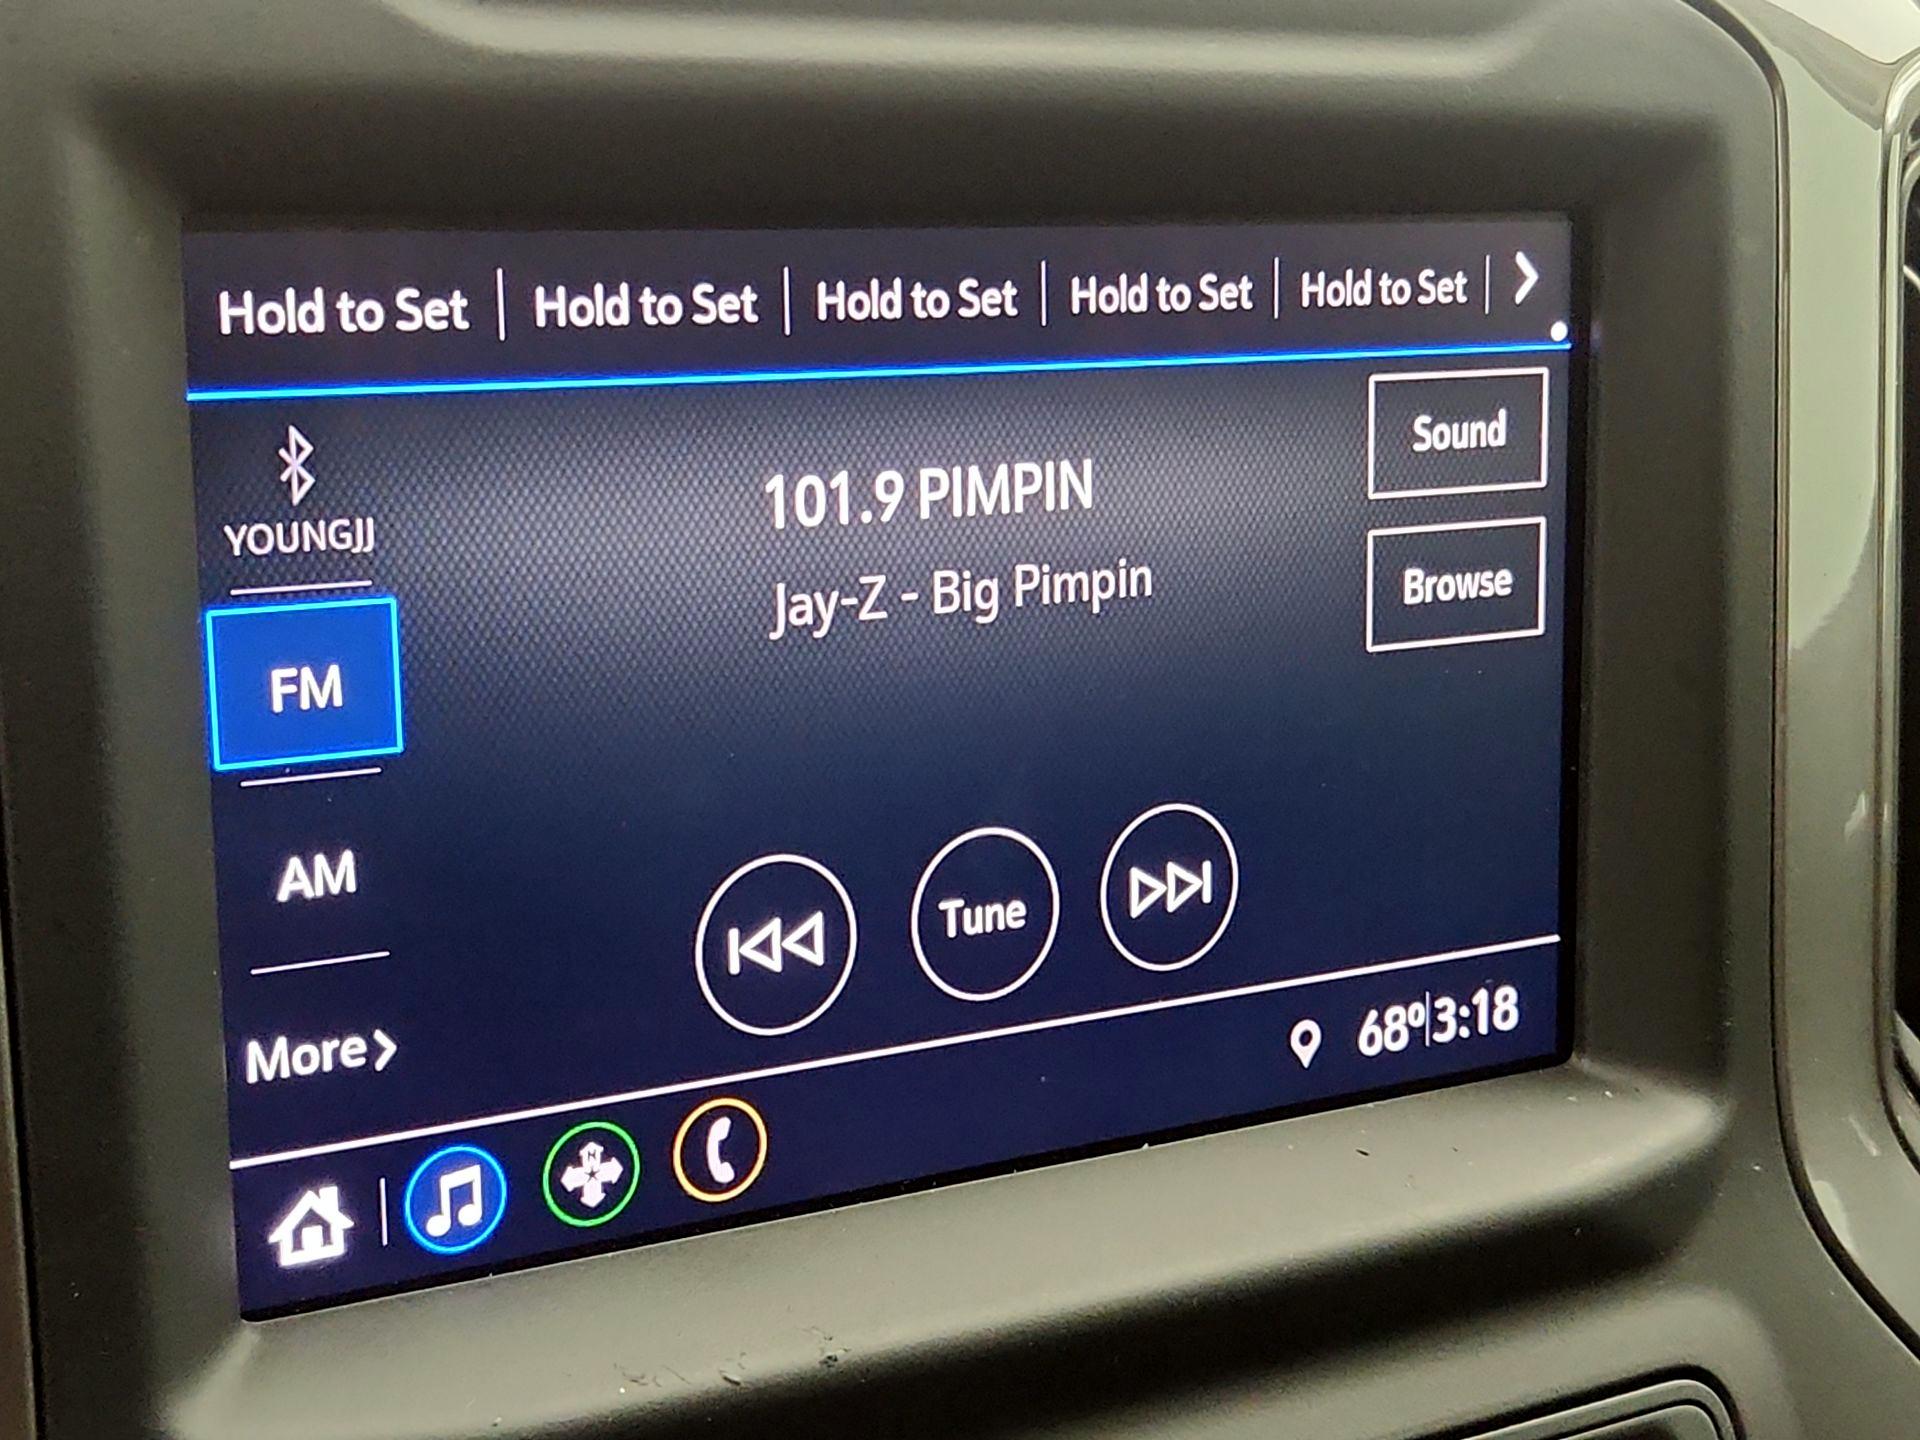 Hold to Set | Hold to Set | Hold to Set | Hold to Set | Hold to Set |
Sound
YOUNGJJ
101.9 PIMPIN
Jay-Z - Big Pimpin
Browse
FM
AM
Tune
More
68° 3:18
N